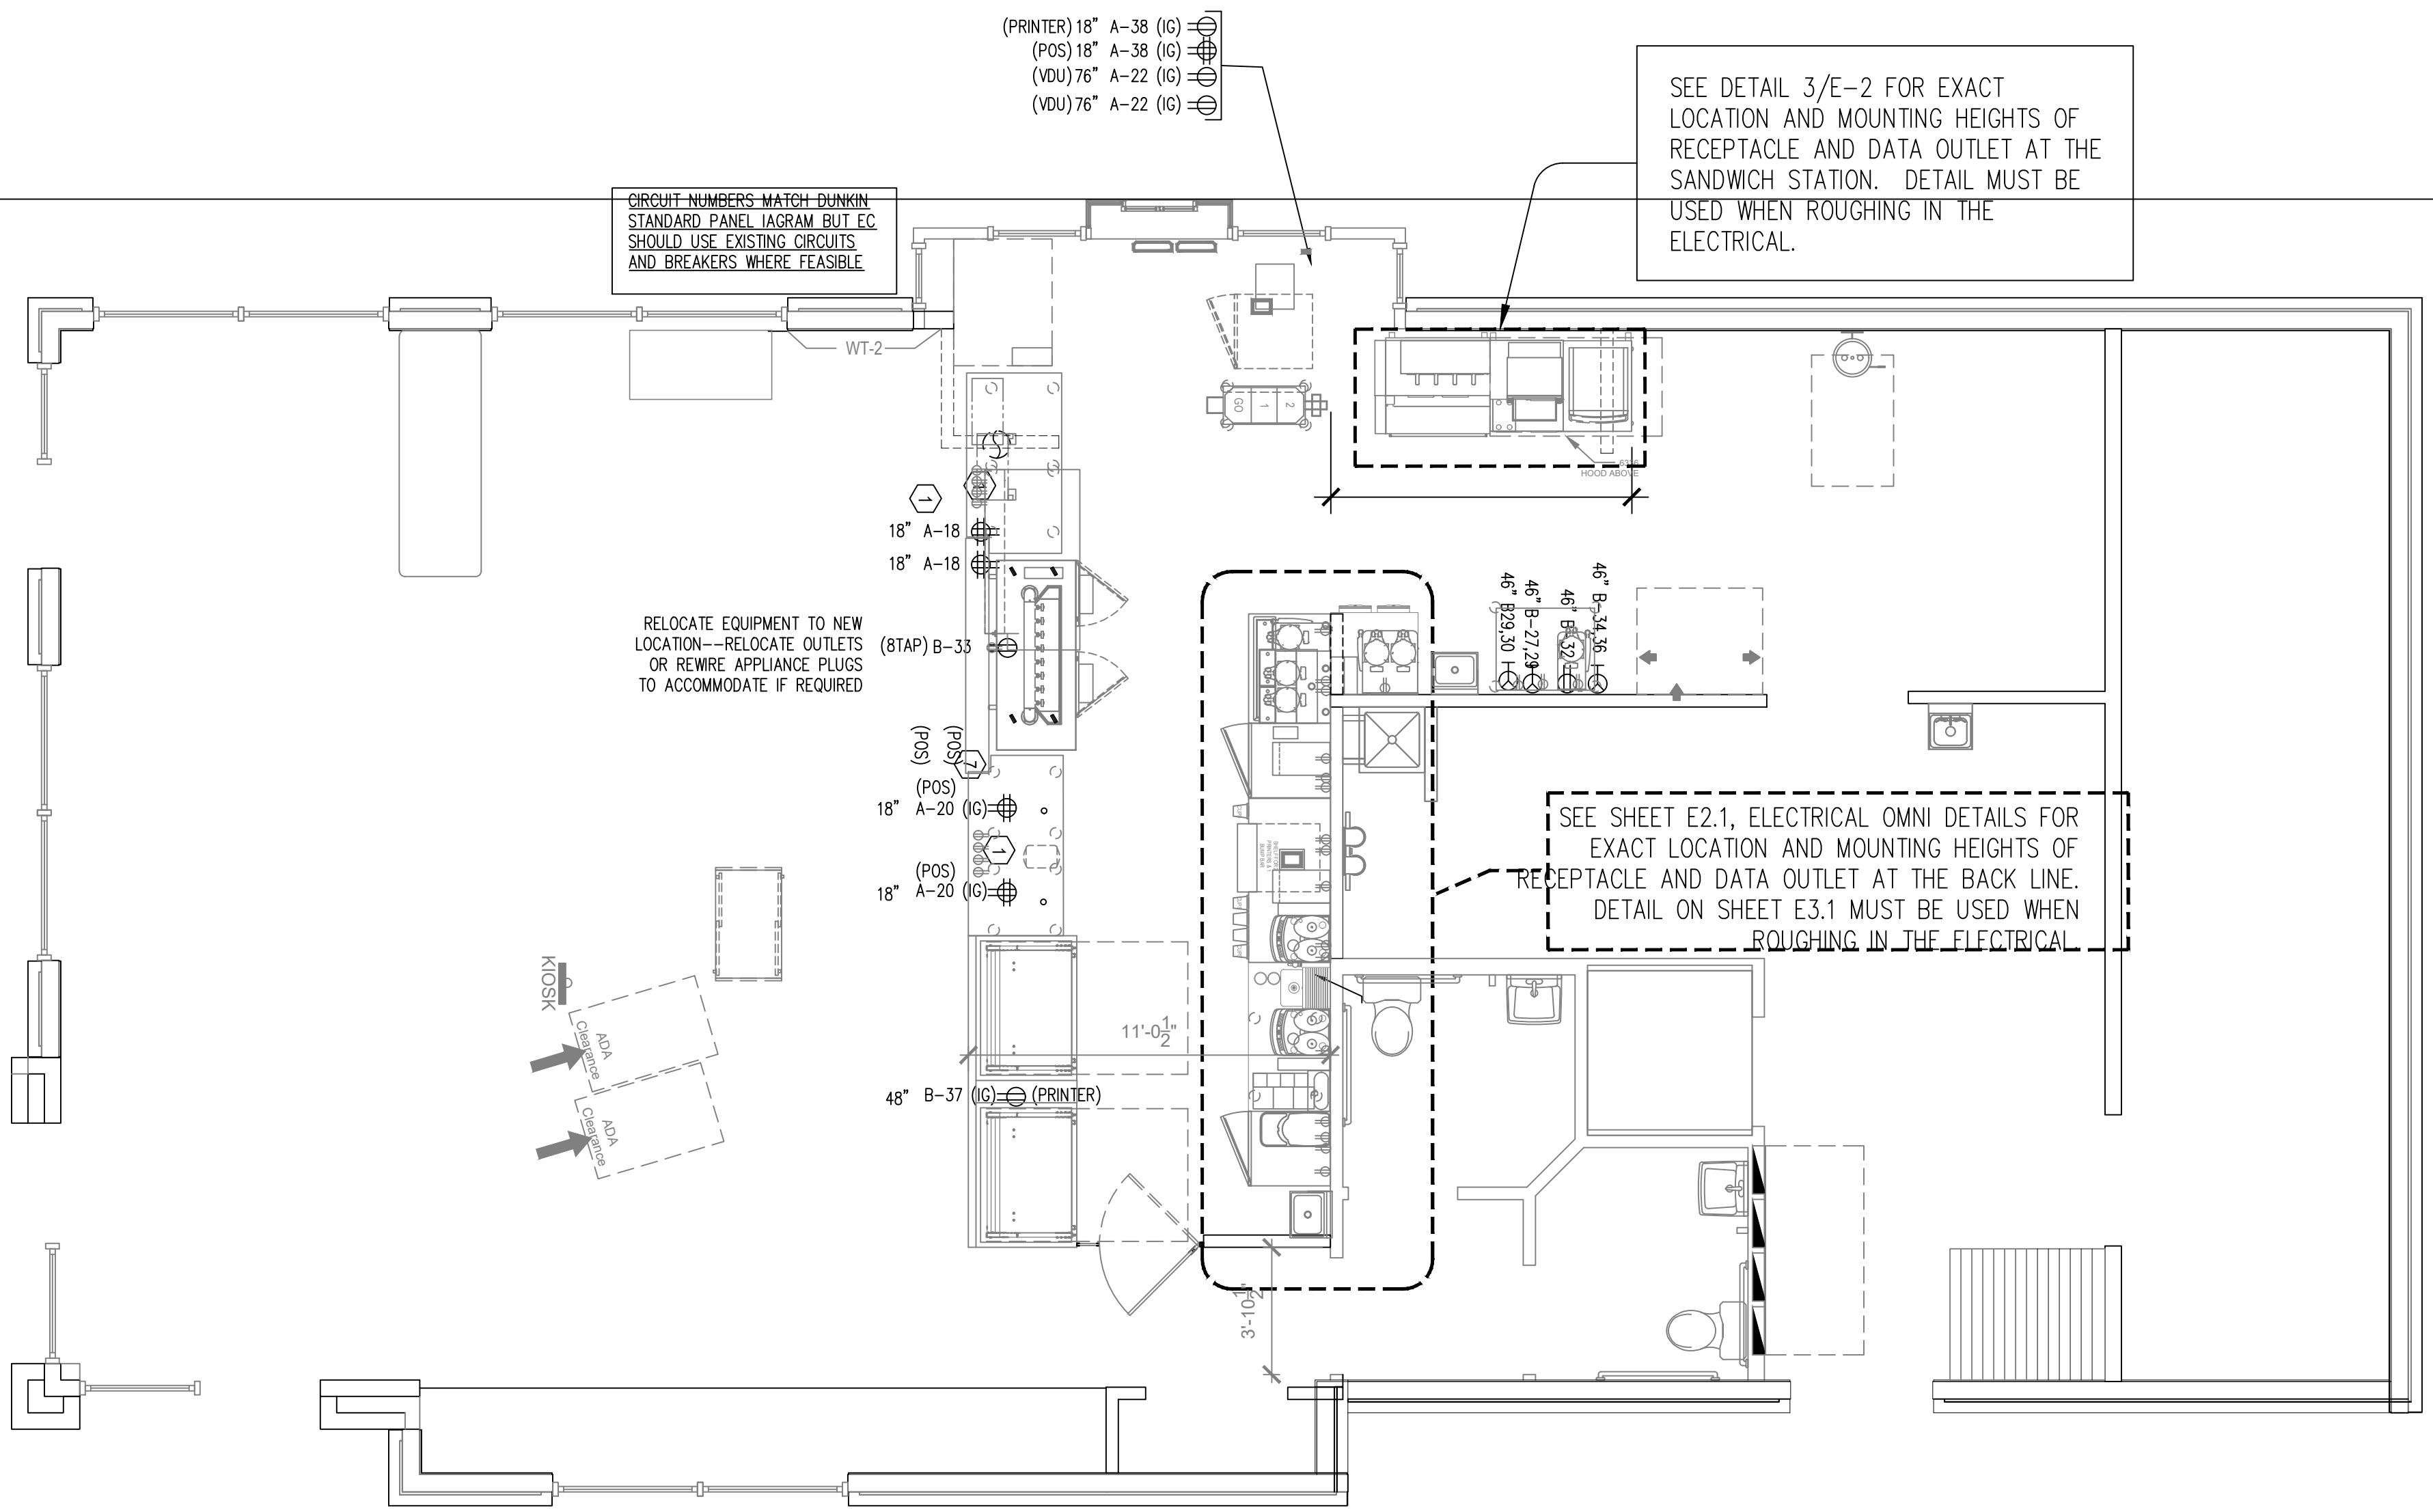 (PRINTER) 18" A-38 (IG)
(POS) 18" A-38 (IG)
(VDU) 76" A-22 (IG)
(VDU) 76" A-22 (IG)
SEE DETAIL 3/E-2 FOR EXACT
LOCATION AND MOUNTING HEIGHTS OF
RECEPTACLE AND DATA OUTLET AT THE
SANDWICH STATION. DETAIL MUST BE
USED WHEN ROUGHING IN THE
ELECTRICAL.
CIRCUIT NUMBERS MATCH DUNKIN
STANDARD PANEL IAGRAM BUT EC
SHOULD USE EXISTING CIRCUITS
AND BREAKERS WHERE FEASIBLE
WT-2
GO 1 2
HOOD ABOVE
1
18" A-18
18" A-18
RELOCATE EQUIPMENT TO NEW
LOCATION--RELOCATE OUTLETS
OR REWIRE APPLIANCE PLUGS
TO ACCOMMODATE IF REQUIRED
(8TAP) B-33
46" B29,30
46" B-27,29
46" B-34,36
(POS)
(POS)
7
(POS)
18" A-20 (IG)
1
(POS)
18" A-20 (IG)
SEE SHEET E2.1, ELECTRICAL OMNI DETAILS FOR
EXACT LOCATION AND MOUNTING HEIGHTS OF
RECEPTACLE AND DATA OUTLET AT THE BACK LINE.
DETAIL ON SHEET E3.1 MUST BE USED WHEN
ROUGHING IN THE ELECTRICAL.
KIOSK
ADA
Clearance
ADA
Clearance
11'-0 1/2"
48" B-37 (IG) (PRINTER)
3'-10 1/2"